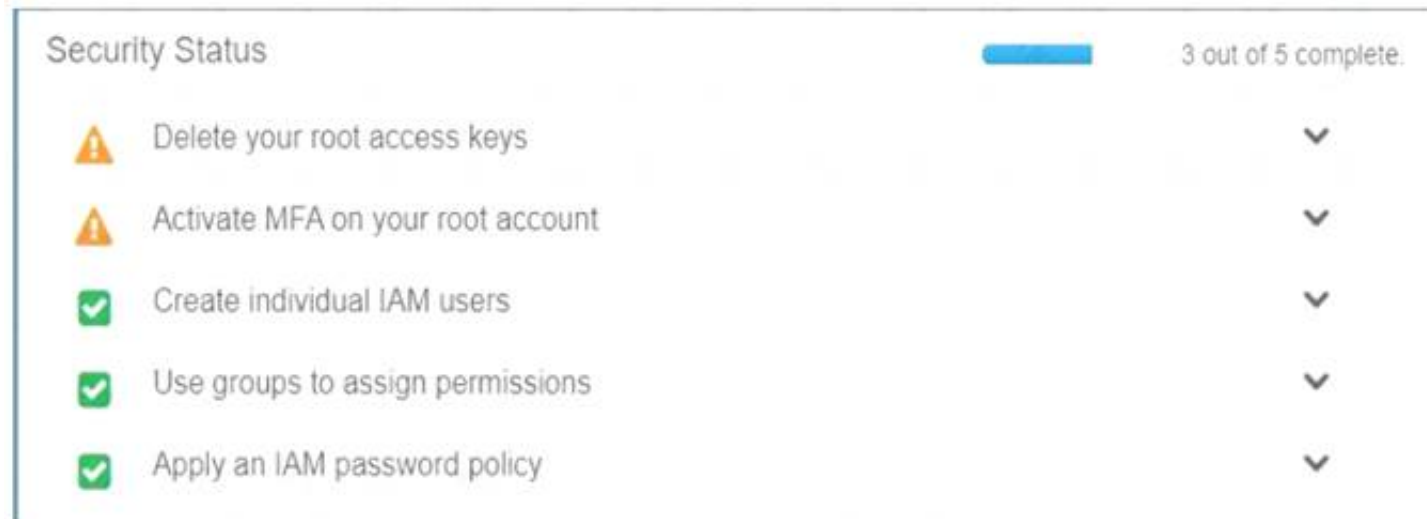 Security Status
3 out of 5 complete.
Delete your root access keys
Activate MFA on your root account
Create individual IAM users
Use groups to assign permissions
Apply an IAM password policy